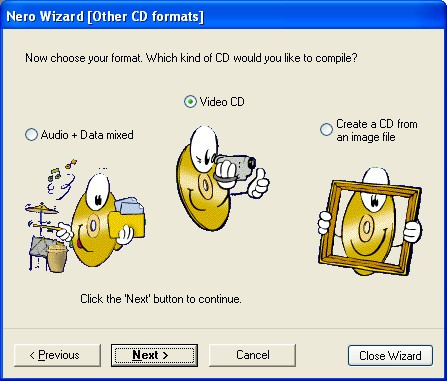 Nero Wizard [Other CD formats]
Now choose your format. Which kind of CD would you like to compile?
Video CD
Audio + Data mixed
Create a CD from
an image file
Click the 'Next' button to continue.
< Previous
Next >
Cancel
Close Wizard